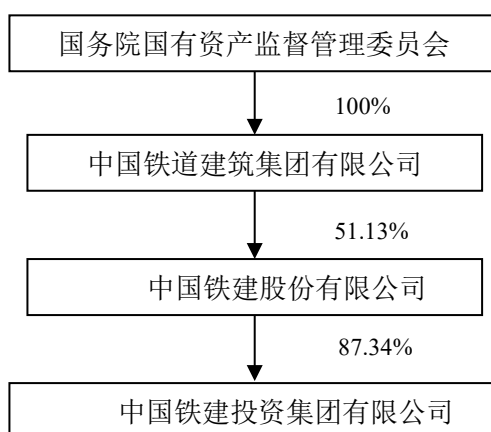 国务院国有资产监督管理委员会
100%
中国铁道建筑集团有限公司
51.13%
中国铁建股份有限公司
87.34%
中国铁建投资集团有限公司